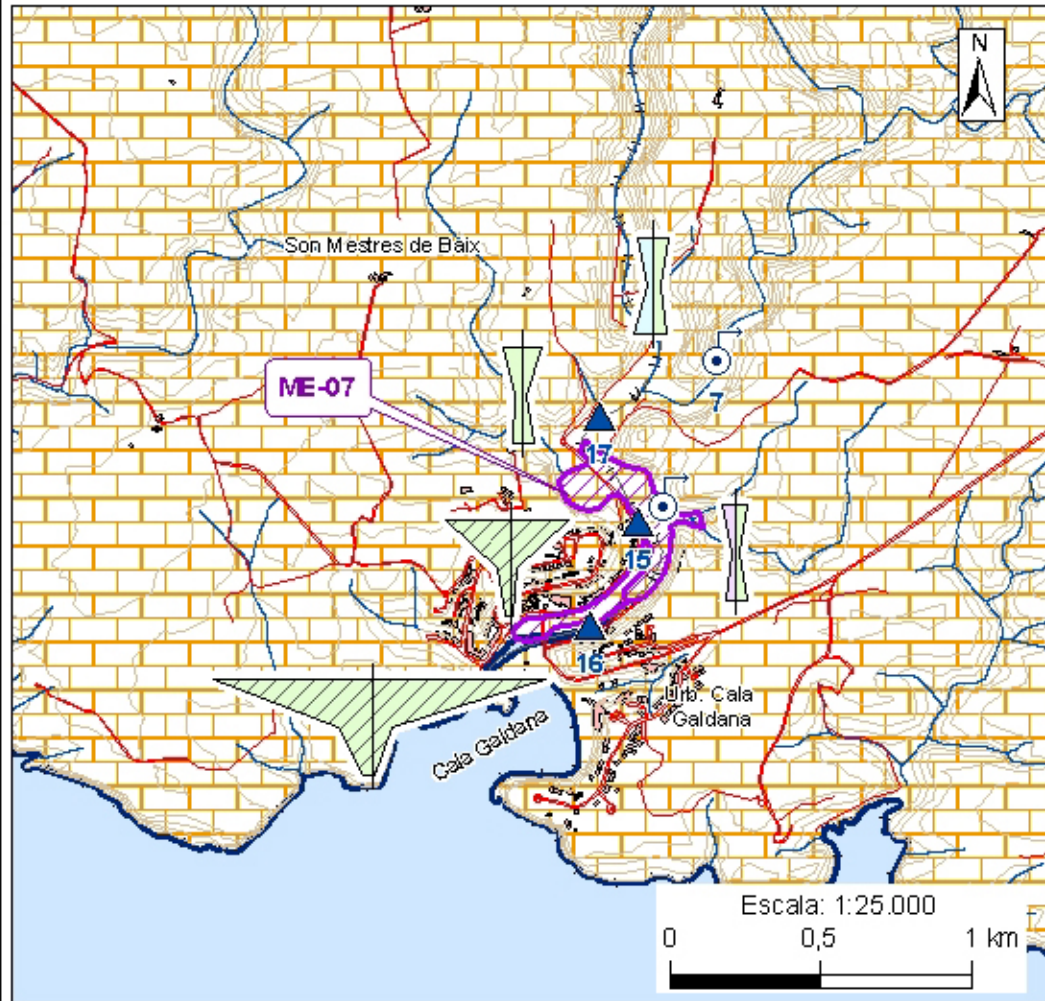 N
Son Mestres de Baix
ME-07
7
17
15
16
Urb. Cala
Galdana
Cala Galdana
Escala: 1:25.000
0 0,5 1 km